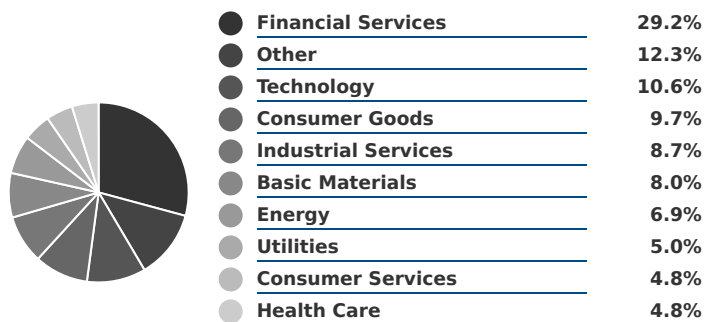 Financial Services 29.2%
Other 12.3%
Technology 10.6%
Consumer Goods 9.7%
Industrial Services 8.7%
Basic Materials 8.0%
Energy 6.9%
Utilities 5.0%
Consumer Services 4.8%
Health Care 4.8%